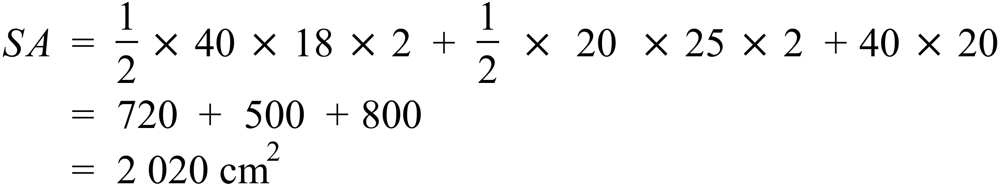 SA = 1/2 × 40 × 18 × 2 + 1/2 × 20 × 25 × 2 + 40 × 20
= 720 + 500 + 800
= 2 020 cm²